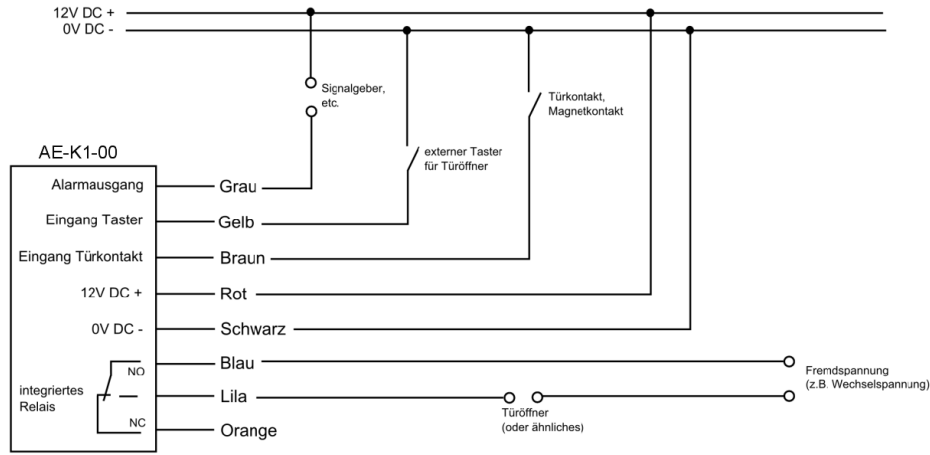 12V DC +
0V DC -
Signalgeber,
etc.
Türkontakt,
Magnetkontakt
externer Taster
für Türöffner
AE-K1-00
Alarmausgang
Grau
Eingang Taster
Gelb
Eingang Türkontakt
Braun
12V DC +
Rot
0V DC -
Schwarz
Blau
NO
Fremdspannung
(z.B. Wechselspannung)
integriertes
Relais
Lila
Türöffner
(oder ähnliches)
NC
Orange